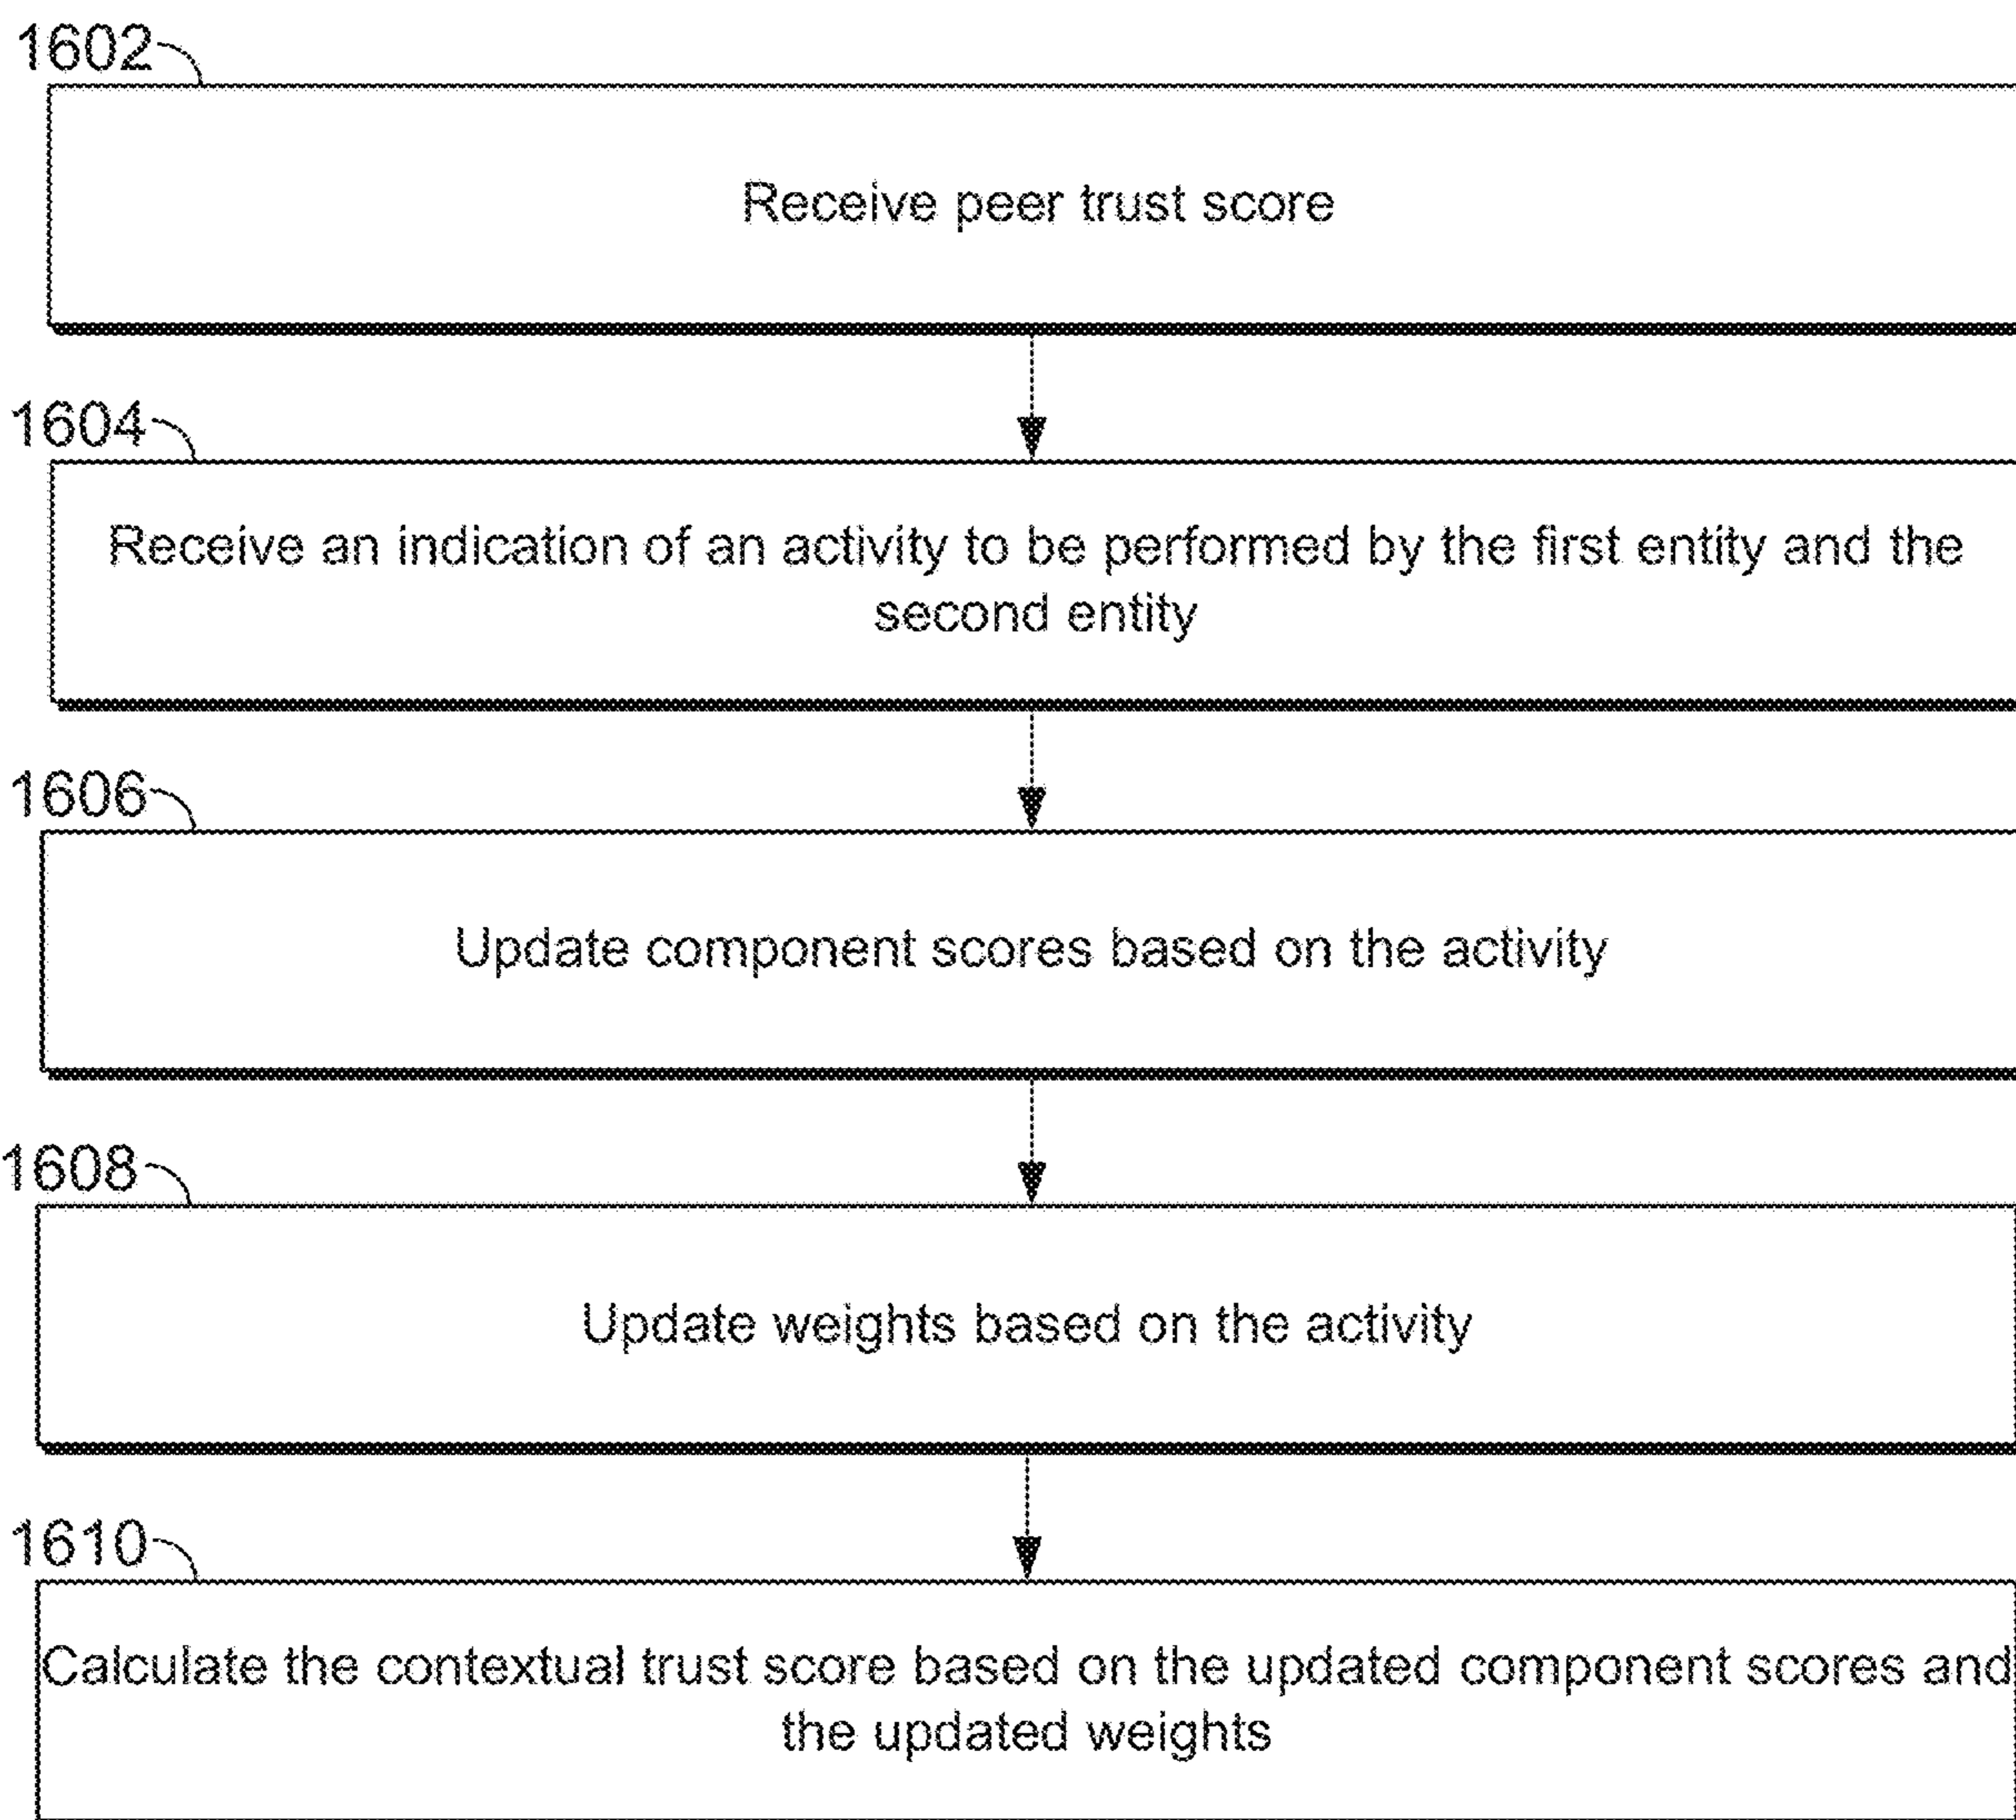 1602
Receive peer trust score
1604
Receive an indication of an activity to be performed by the first entity and the
second entity
1606
Update component scores based on the activity
1608
Update weights based on the activity
1610
Calculate the contextual trust score based on the updated component scores and
the updated weights